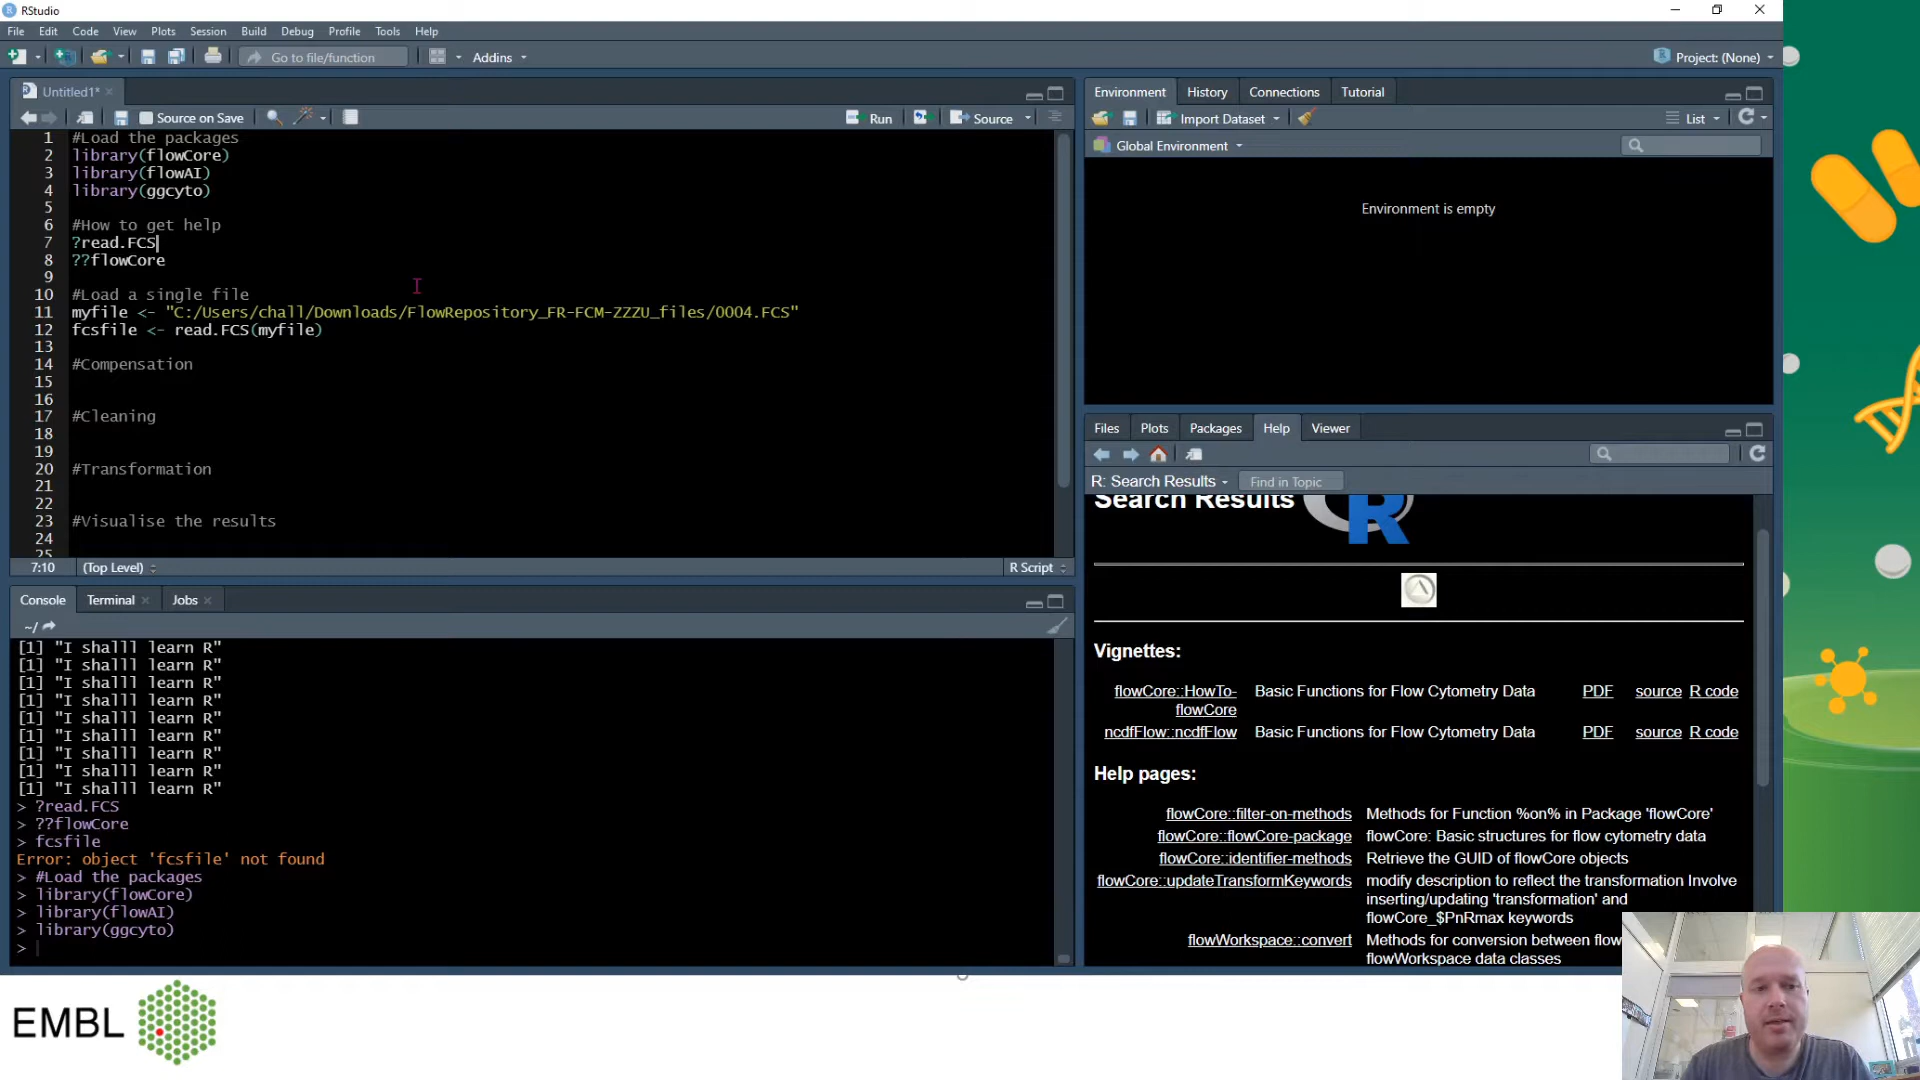 RStudio
File Edit Code View Plots Session Build Debug Profile Tools Help
Go to file/function Addins Project: (None)
Untitled1*
Source on Save Run Source
1 #Load the packages
2 library(flowCore)
3 library(flowAI)
4 library(ggcyto)
5
6 #How to get help
7 ?read.FCS
8 ??flowCore
9
10 #Load a single file
11 myfile <- "C:/Users/chall/Downloads/FlowRepository_FR-FCM-ZZZU_files/0004.FCS"
12 fcsfile <- read.FCS(myfile)
13
14 #Compensation
15
16
17 #Cleaning
18
19
20 #Transformation
21
22
23 #Visualise the results
24
25
7:10 (Top Level) R Script
Console Terminal Jobs
~/
[1] "I shalll learn R"
[1] "I shalll learn R"
[1] "I shalll learn R"
[1] "I shalll learn R"
[1] "I shalll learn R"
[1] "I shalll learn R"
[1] "I shalll learn R"
[1] "I shalll learn R"
[1] "I shalll learn R"
> ?read.FCS
> ??flowCore
> fcsfile
Error: object 'fcsfile' not found
> #Load the packages
> library(flowCore)
> library(flowAI)
> library(ggcyto)
>
Environment History Connections Tutorial
Import Dataset List
Global Environment
Environment is empty
Files Plots Packages Help Viewer
R: Search Results Find in Topic
Search Results R
Vignettes:
flowCore::HowTo-flowCore Basic Functions for Flow Cytometry Data PDF source R code
ncdfFlow::ncdfFlow Basic Functions for Flow Cytometry Data PDF source R code
Help pages:
flowCore::filter-on-methods Methods for Function %on% in Package 'flowCore'
flowCore::flowCore-package flowCore: Basic structures for flow cytometry data
flowCore::identifier-methods Retrieve the GUID of flowCore objects
flowCore::updateTransformKeywords modify description to reflect the transformation Involve
inserting/updating 'transformation' and
flowCore_$PnRmax keywords
flowWorkspace::convert Methods for conversion between flow
flowWorkspace data classes
EMBL